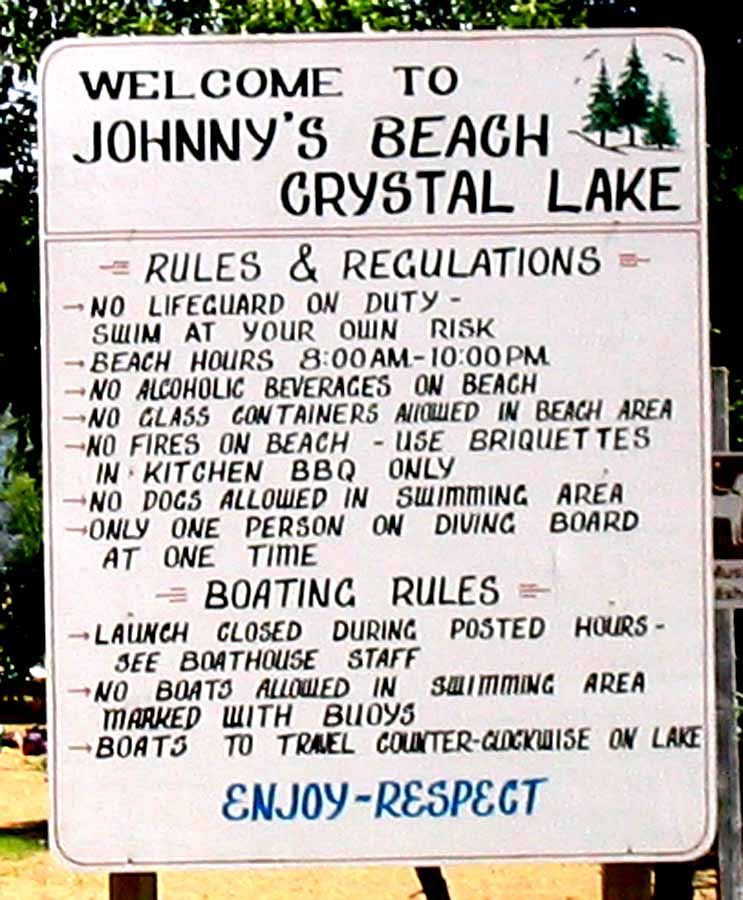 WELCOME TO
JOHNNY'S BEACH
CRYSTAL LAKE
RULES & REGULATIONS
→NO LIFEGUARD ON DUTY -
SWIM AT YOUR OWN RISK
→BEACH HOURS 8:00AM-10:00PM
→NO ALCOHOLIC BEVERAGES ON BEACH
→NO GLASS CONTAINERS AllOWED IN BEACH AREA
→NO FIRES ON BEACH - USE BRIQUETTES
IN KITCHEN BBQ ONLY
→NO DOGS ALLOWED IN SWIMMING AREA
→ONLY ONE PERSON ON DIVING BOARD
AT ONE TIME
BOATING RULES
→LAUNCH CLOSED DURING POSTED HOURS-
SEE BOATHOUSE STAFF
→NO BOATS ALLOWED IN SWIMMING AREA
MARKED WITH BUOYS
→BOATS TO TRAVEL COUNTER-CLOCKWISE ON LAKE
ENJOY-RESPECT